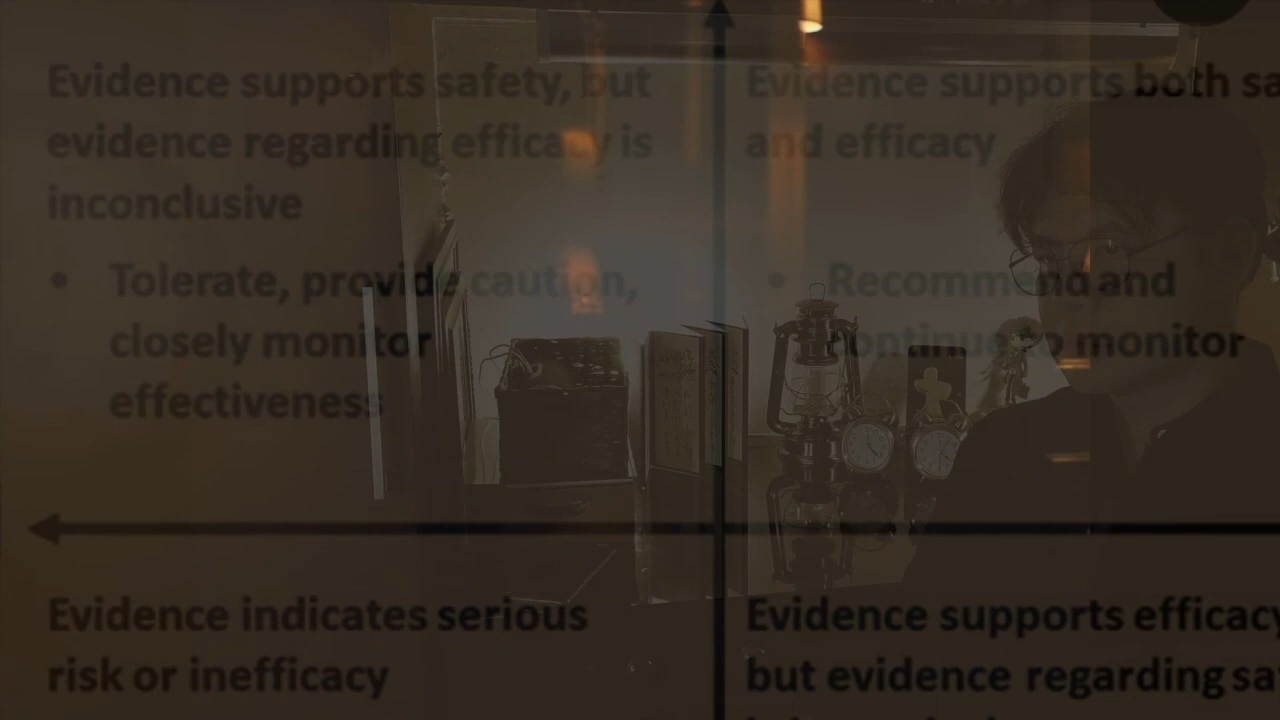 Evidence supports safety, but
evidence regarding efficacy is
inconclusive
• Tolerate, provide caution,
closely monitor
effectiveness
Evidence supports both
and efficacy
• Recommend and
continue to monitor
Evidence indicates serious
risk or inefficacy
Evidence supports efficacy
but evidence regarding